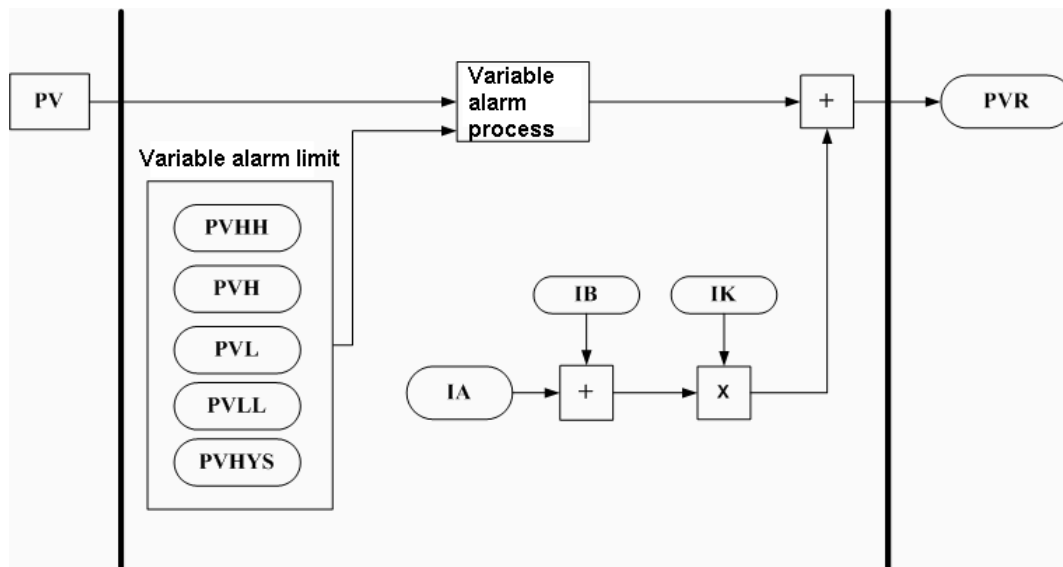 PV
Variable
alarm
process
+
PVR
Variable alarm limit
PVHH
PVH
PVL
PVLL
PVHYS
IB
IK
IA
+
x